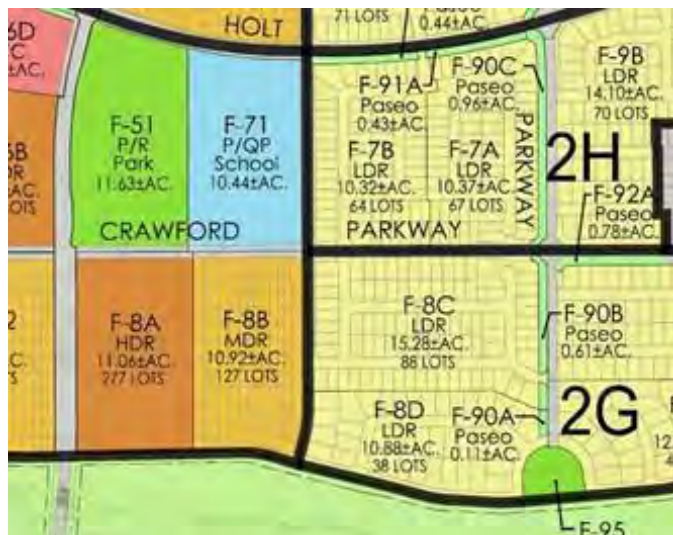 71 LOTS
0.44±AC.
HOLT
F-51
P/R
Park
11.63±AC.
F-71
P/QP
School
10.44±AC.
F-91A
Paseo
0.43±AC.
F-90C
Paseo
0.96±AC.
F-9B
LDR
14.10±AC.
70 LOTS
F-7B
LDR
10.32±AC.
64 LOTS
F-7A
LDR
10.37±AC.
67 LOTS
PARKWAY
2H
F-92A
Paseo
0.78±AC.
CRAWFORD PARKWAY
F-8A
HDR
11.06±AC.
277 LOTS
F-8B
MDR
10.92±AC.
127 LOTS
F-8C
LDR
15.28±AC.
88 LOTS
F-90B
Paseo
0.61±AC.
F-8D
LDR
10.88±AC.
38 LOTS
F-90A
Paseo
0.11±AC.
2G
F-95